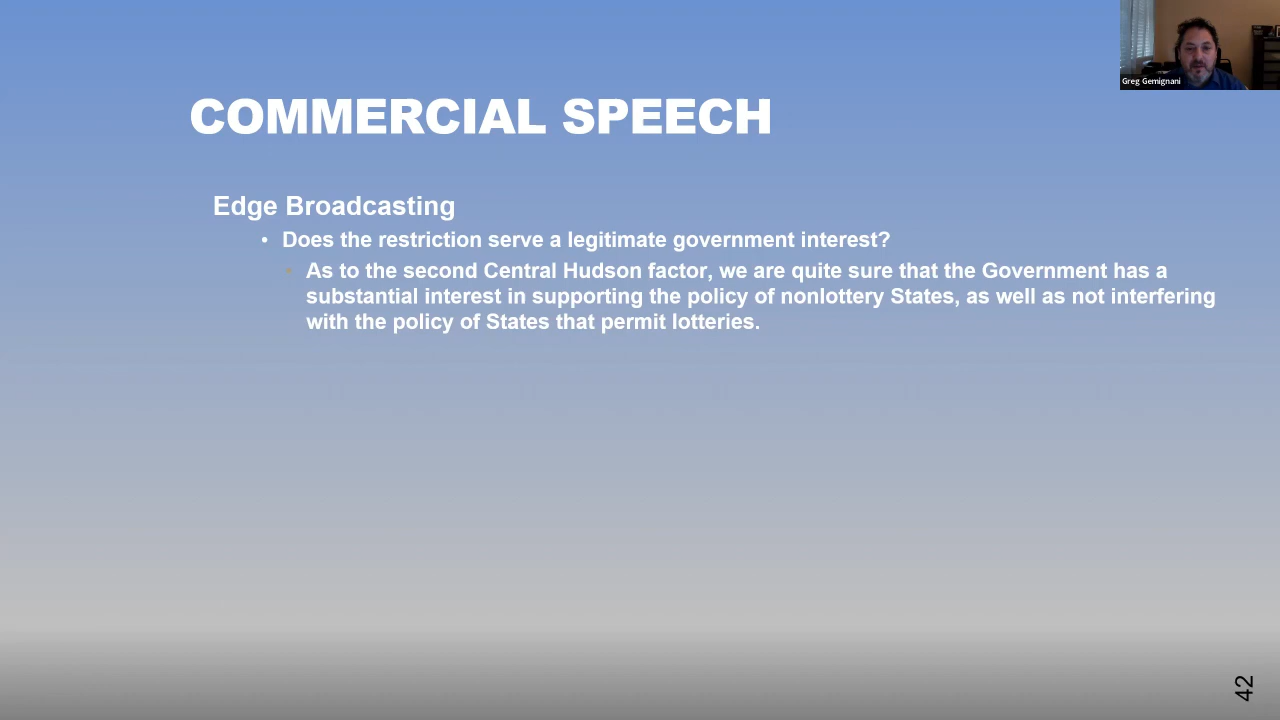 Greg Gemignani
COMMERCIAL SPEECH
Edge Broadcasting
• Does the restriction serve a legitimate government interest?
• As to the second Central Hudson factor, we are quite sure that the Government has a
substantial interest in supporting the policy of nonlottery States, as well as not interfering
with the policy of States that permit lotteries.
42